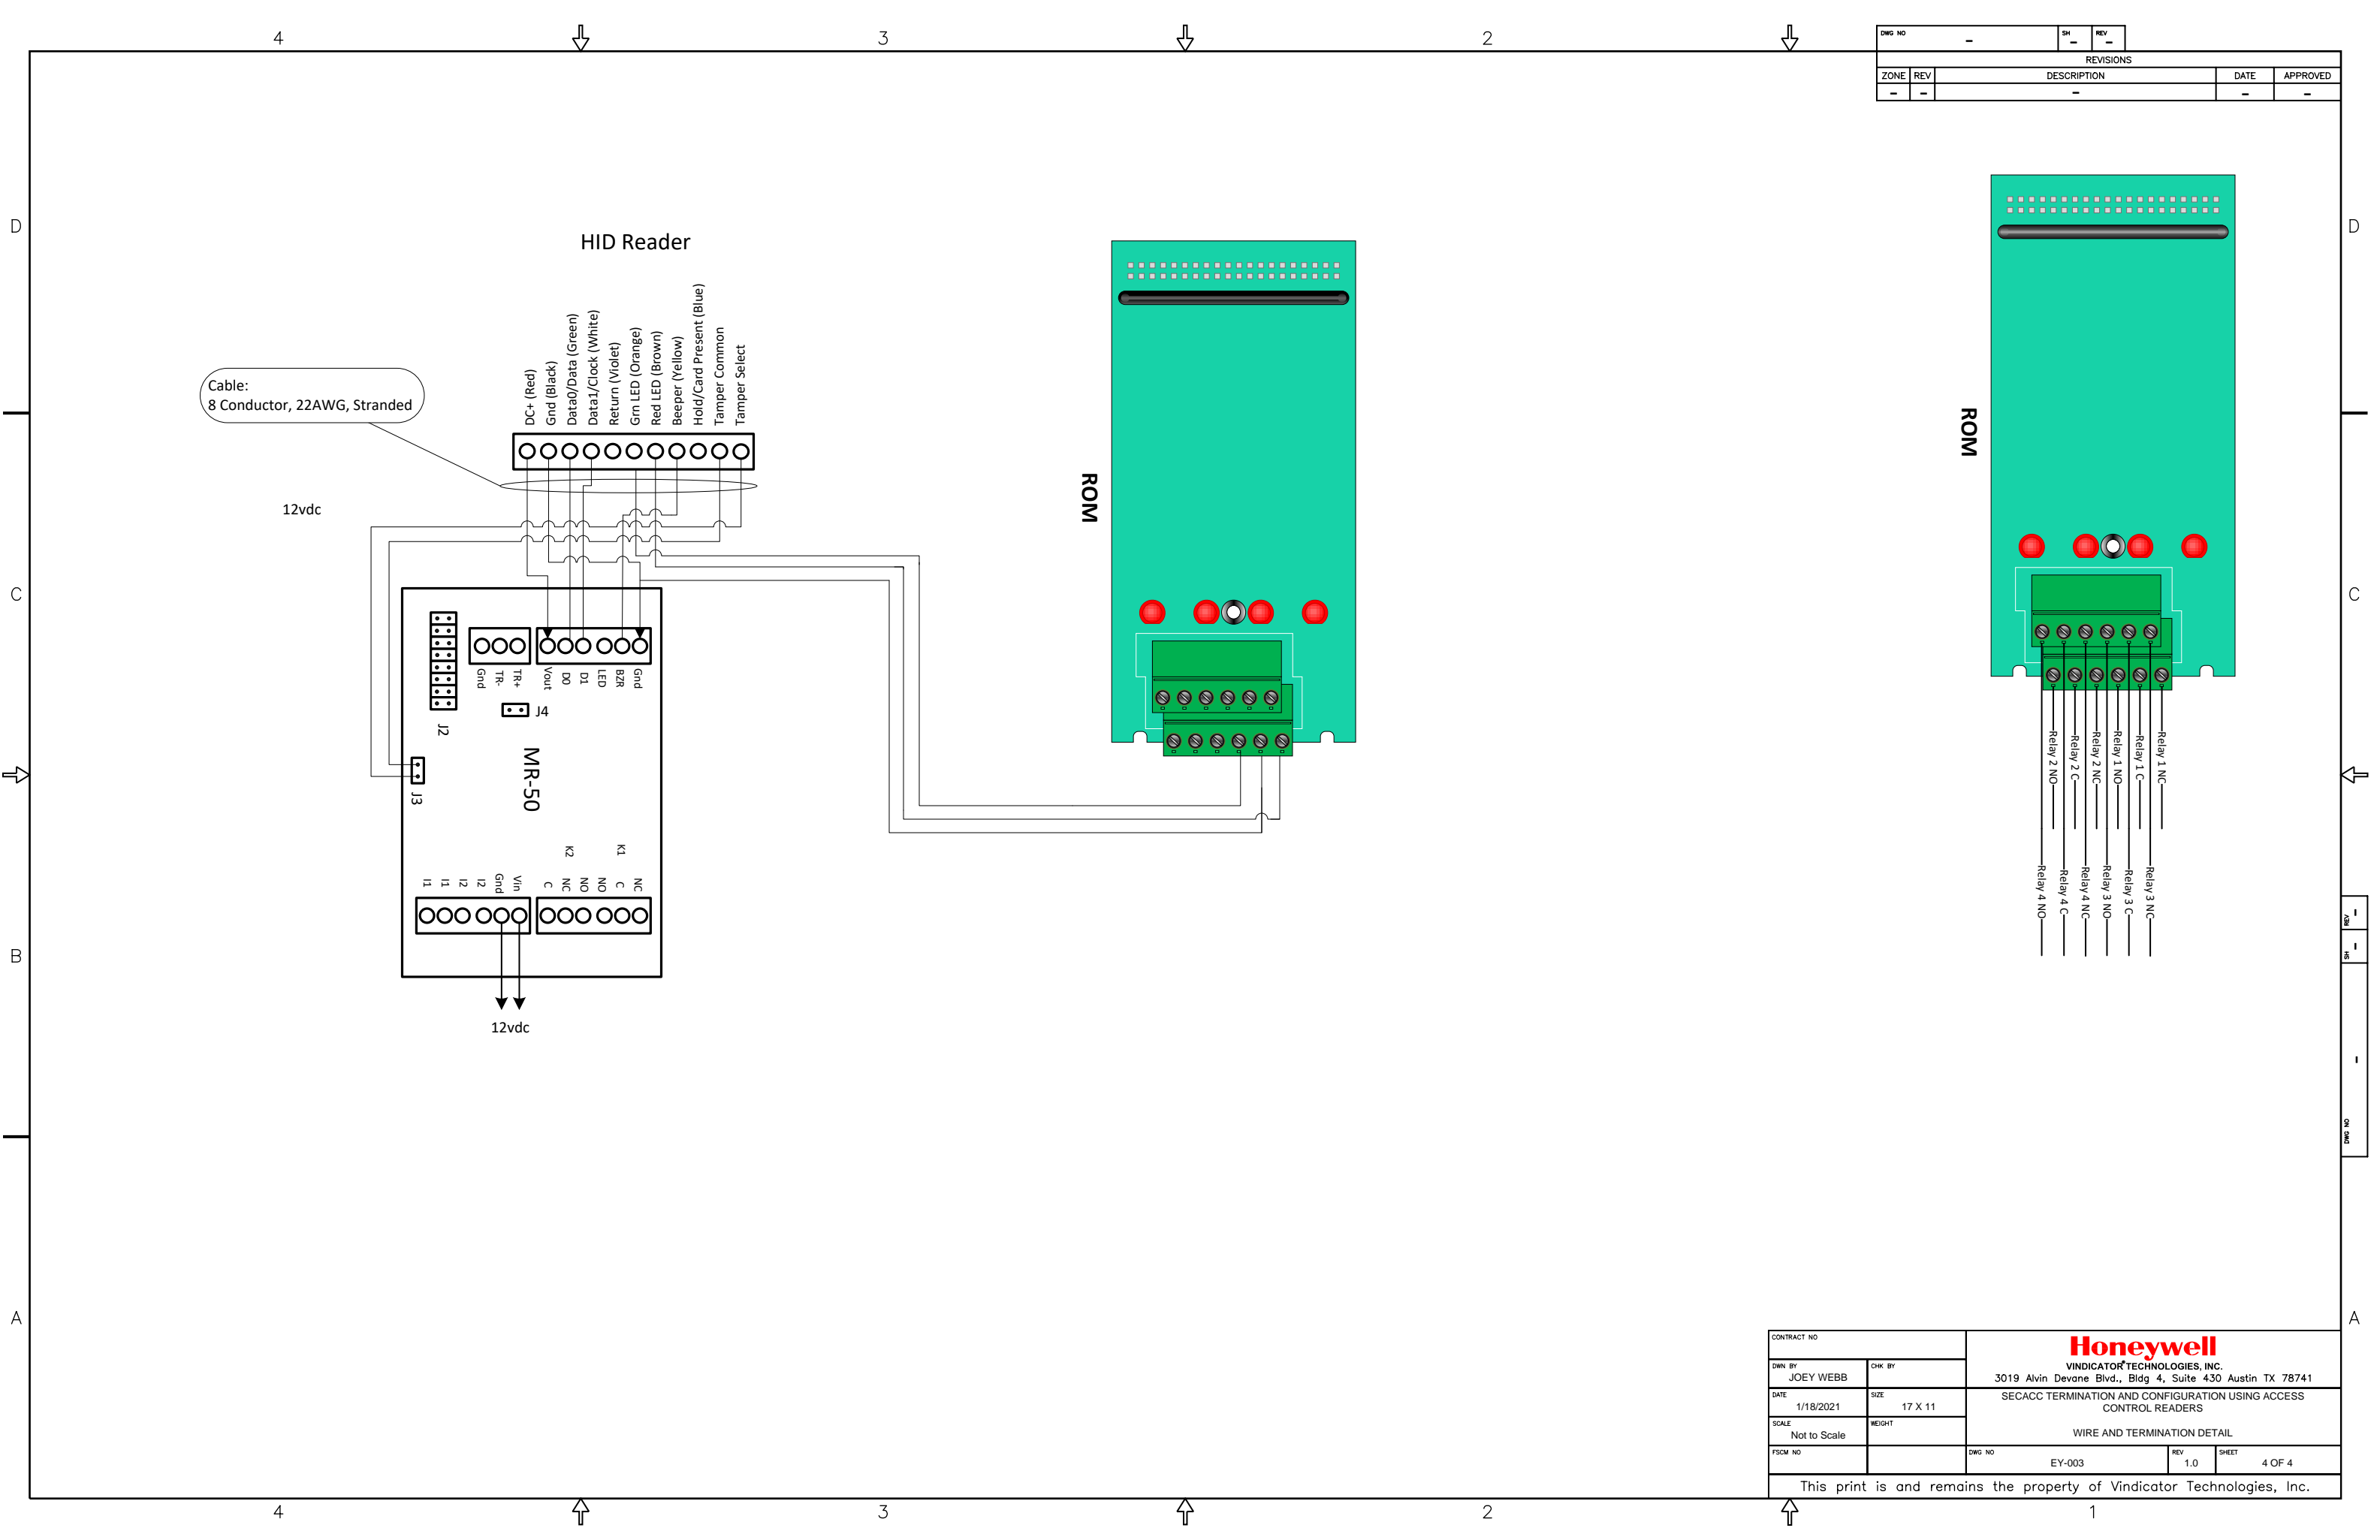 4
3
2
DWG NO
-
SH
-
REV
-
REVISIONS
ZONE REV DESCRIPTION DATE APPROVED
- - - - -
D
D
HID Reader
DC+ (Red)
Gnd (Black)
Data0/Data (Green)
Data1/Clock (White)
Return (Violet)
Grn LED (Orange)
Red LED (Brown)
Beeper (Yellow)
Hold/Card Present (Blue)
Tamper Common
Tamper Select
Cable:
8 Conductor, 22AWG, Stranded
12vdc
ROM
ROM
C
C
Gnd
TR-
TR+
Vout
D0
D1
LED
BZR
Gnd
J4
J2
J3
MR-50
K2
K1
I1
I1
I2
I2
Gnd
Vin
C
NC
NO
NO
C
NC
12vdc
Relay 2 NO
Relay 2 C
Relay 2 NC
Relay 1 NO
Relay 1 C
Relay 1 NC
Relay 4 NO
Relay 4 C
Relay 4 NC
Relay 3 NO
Relay 3 C
Relay 3 NC
B
REV
-
SH
-
DWG NO
-
A
A
CONTRACT NO
Honeywell
VINDICATOR® TECHNOLOGIES, INC.
3019 Alvin Devane Blvd., Bldg 4, Suite 430 Austin TX 78741
DWN BY
JOEY WEBB
CHK BY
DATE
1/18/2021
SIZE
17 X 11
SECACC TERMINATION AND CONFIGURATION USING ACCESS
CONTROL READERS
WIRE AND TERMINATION DETAIL
SCALE
Not to Scale
WEIGHT
FSCM NO
DWG NO
EY-003
REV
1.0
SHEET
4 OF 4
This print is and remains the property of Vindicator Technologies, Inc.
4
3
2
1